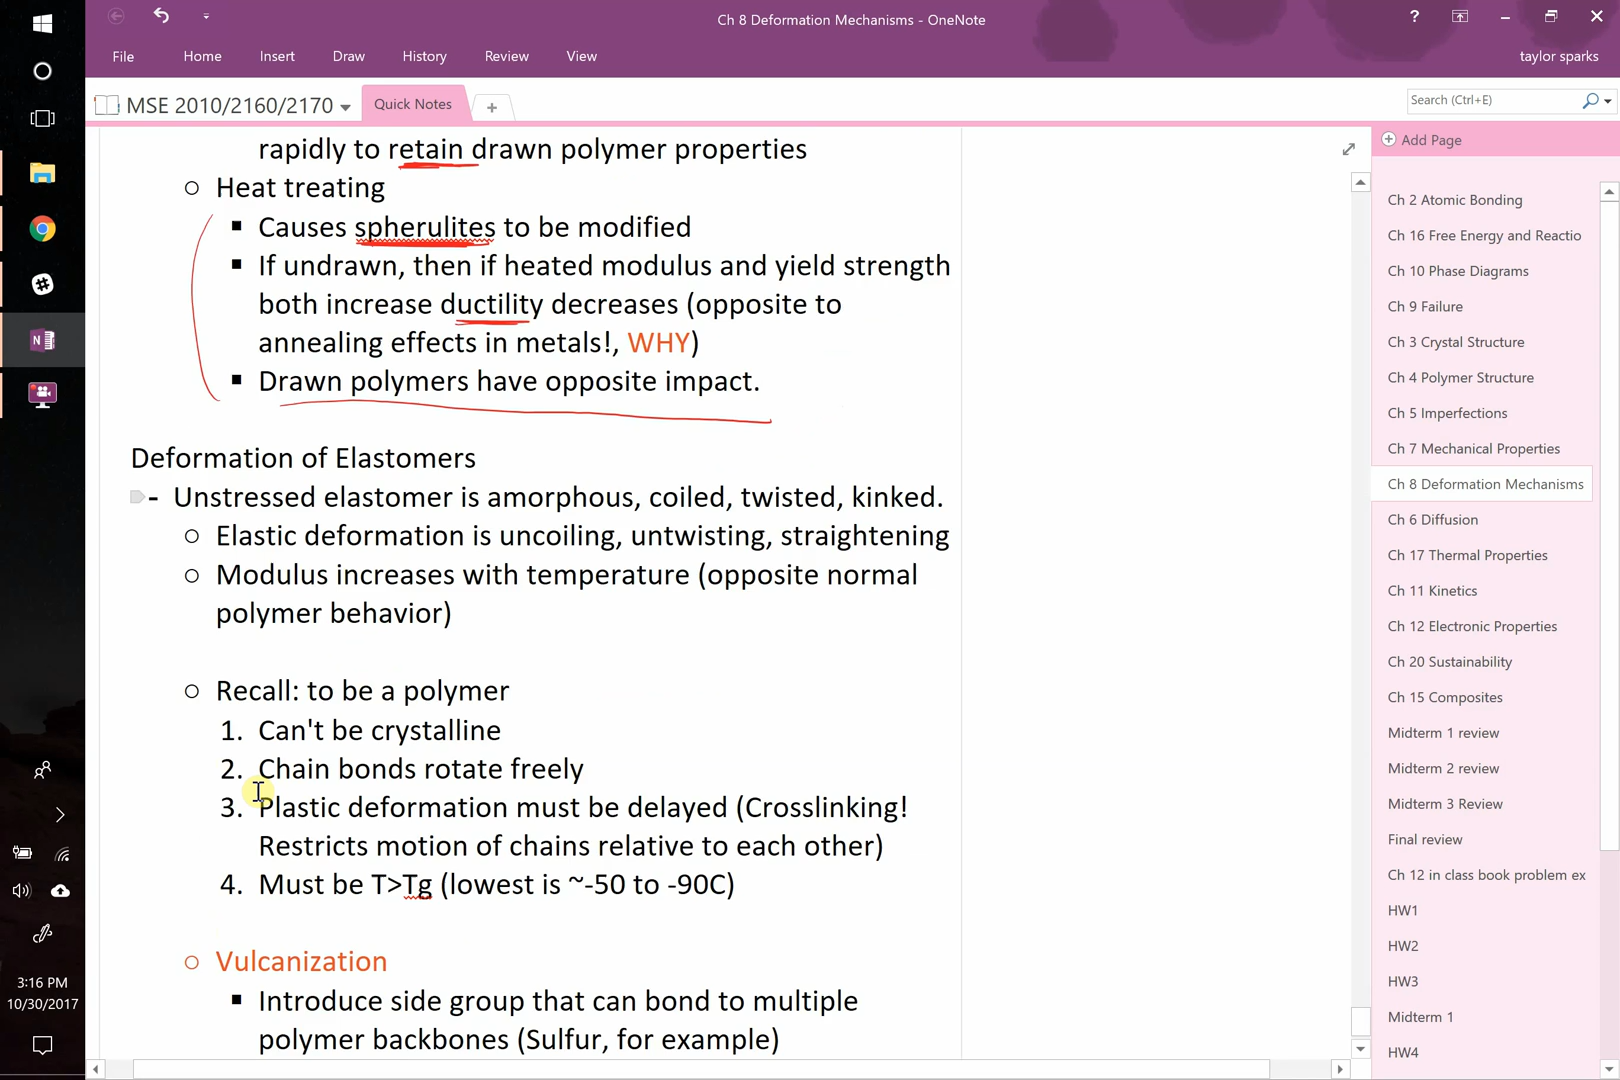 Ch 8 Deformation Mechanisms - OneNote
?
File
Home
Insert
Draw
History
Review
View
taylor sparks
MSE 2010/2160/2170
Quick Notes
+
Search (Ctrl+E)
rapidly to retain drawn polymer properties
○ Heat treating
▪ Causes spherulites to be modified
▪ If undrawn, then if heated modulus and yield strength
both increase ductility decreases (opposite to
annealing effects in metals!, WHY)
▪ Drawn polymers have opposite impact.
Deformation of Elastomers
- Unstressed elastomer is amorphous, coiled, twisted, kinked.
○ Elastic deformation is uncoiling, untwisting, straightening
○ Modulus increases with temperature (opposite normal
polymer behavior)
○ Recall: to be a polymer
1. Can't be crystalline
2. Chain bonds rotate freely
3. Plastic deformation must be delayed (Crosslinking!
Restricts motion of chains relative to each other)
4. Must be T>Tg (lowest is ~-50 to -90C)
○ Vulcanization
▪ Introduce side group that can bond to multiple
polymer backbones (Sulfur, for example)
Add Page
Ch 2 Atomic Bonding
Ch 16 Free Energy and Reactio
Ch 10 Phase Diagrams
Ch 9 Failure
Ch 3 Crystal Structure
Ch 4 Polymer Structure
Ch 5 Imperfections
Ch 7 Mechanical Properties
Ch 8 Deformation Mechanisms
Ch 6 Diffusion
Ch 17 Thermal Properties
Ch 11 Kinetics
Ch 12 Electronic Properties
Ch 20 Sustainability
Ch 15 Composites
Midterm 1 review
Midterm 2 review
Midterm 3 Review
Final review
Ch 12 in class book problem ex
HW1
HW2
HW3
Midterm 1
HW4
3:16 PM
10/30/2017